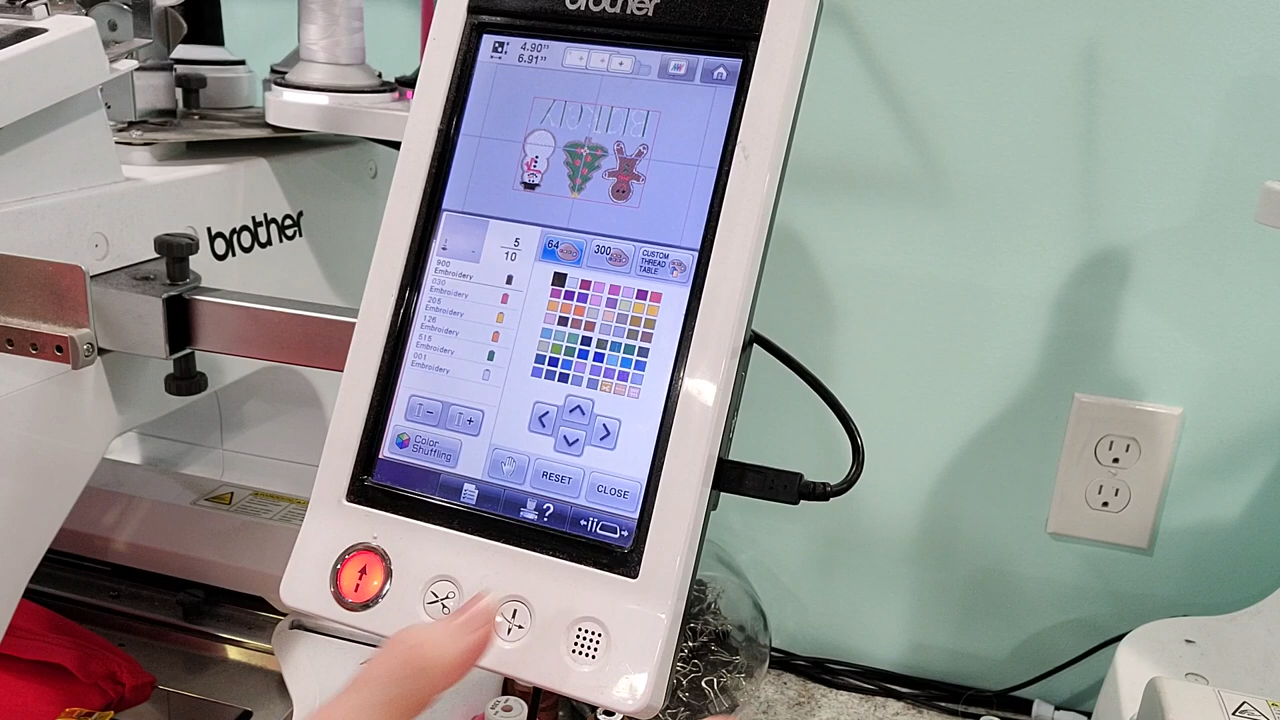 brother
4.90"
6.91"
5
10
64
300
CUSTOM
THREAD
TABLE
900
Embroidery
030
Embroidery
205
Embroidery
126
Embroidery
515
Embroidery
001
Embroidery
Color
Shuffling
RESET
CLOSE
?
brother